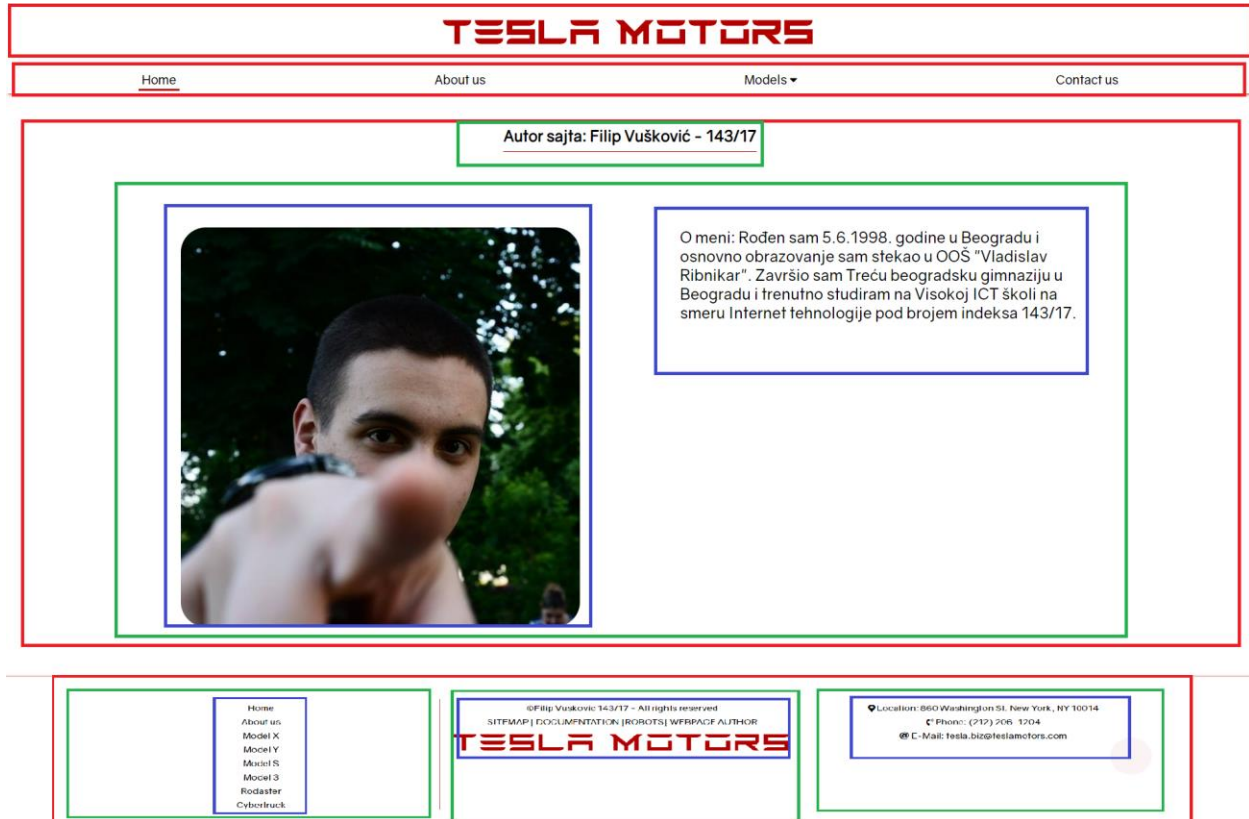 TESLA MOTORS
Home About us Models Contact us
Autor sajta: Filip Vušković - 143/17
O meni: Rođen sam 5.6.1998. godine u Beogradu i
osnovno obrazovanje sam stekao u OOŠ "Vladislav
Ribnikar". Završio sam Treću beogradsku gimnaziju u
Beogradu i trenutno studiram na Visokoj ICT školi na
smeru Internet tehnologije pod brojem indeksa 143/17.
Home
About us
Model X
Model Y
Model S
Model 3
Rodaster
Cybertruck
©Filip Vuskovic 143/17 - All rights reserved
SITEMAP | DOCUMENTATION |ROBOTS| WEBPAGE AUTHOR
TESLA MOTORS
Location: 860 Washington St. New York, NY 10014
Phone: (212) 206-1204
E-Mail: tesla.biz@teslamotors.com